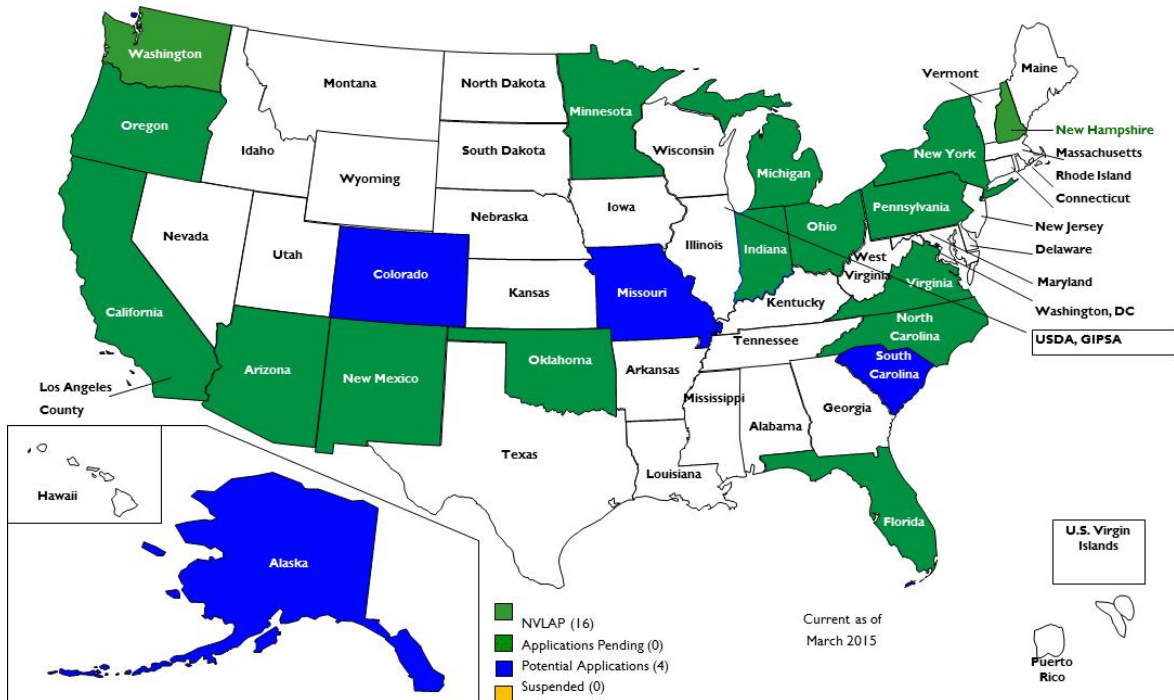 Washington
Montana
North Dakota
Minnesota
Vermont
Maine
Oregon
Idaho
South Dakota
Wisconsin
New Hampshire
New York
Massachusetts
Wyoming
Michigan
Rhode Island
Connecticut
Nebraska
Iowa
Pennsylvania
Nevada
Utah
Illinois
Indiana
Ohio
New Jersey
Delaware
Colorado
Kansas
Missouri
West
Virginia
Virginia
Maryland
California
Kentucky
Washington, DC
North
Carolina
USDA, GIPSA
Tennessee
Los Angeles
County
Arizona
New Mexico
Oklahoma
Arkansas
South
Carolina
Mississippi
Alabama
Georgia
Texas
Louisiana
Hawaii
Florida
U.S. Virgin
Islands
Alaska
NVLAP (16)
Applications Pending (0)
Potential Applications (4)
Suspended (0)
Current as of
March 2015
Puerto
Rico